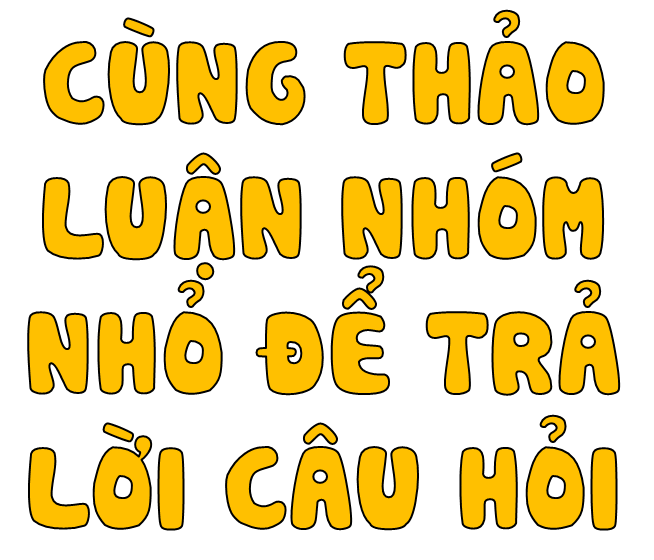 CÙNG THẢO
LUẬN NHÓM
NHỎ ĐỂ TRẢ
LỜI CÂU HỎI